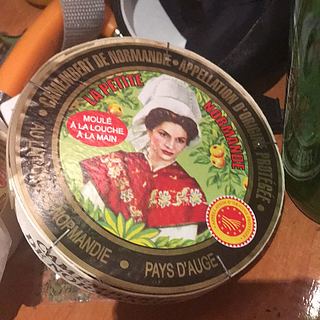 CAMEMBERT DE NORMANDIE • APPELLATION D'ORIGINE PROTÉGÉE
LA PETITE NORMANDE
MOULÉ
À LA LOUCHE
À LA MAIN
NORMANDIE • PAYS D'AUGE